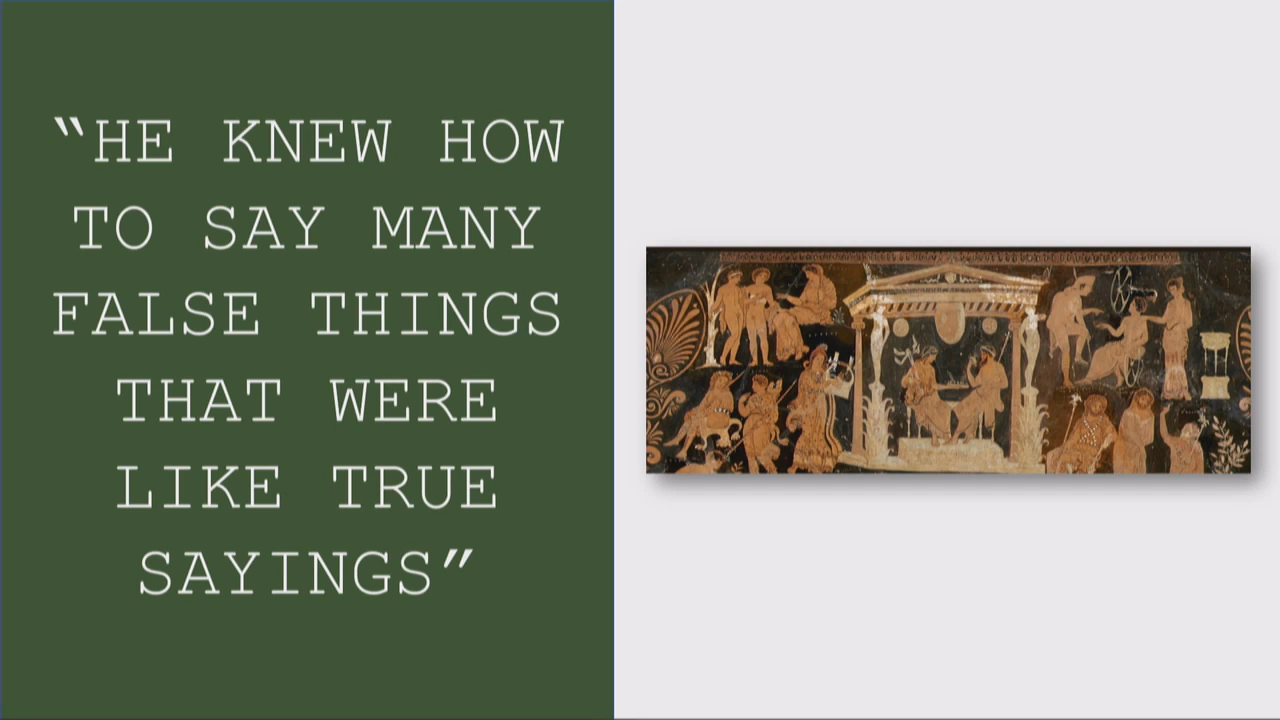 “HE KNEW HOW
TO SAY MANY
FALSE THINGS
THAT WERE
LIKE TRUE
SAYINGS”